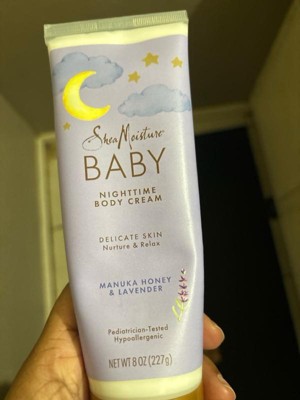 SheaMoisture
BABY
NIGHTTIME
BODY CREAM
DELICATE SKIN
Nurture & Relax
MANUKA HONEY
& LAVENDER
Pediatrician-Tested
Hypoallergenic
NET WT 8 OZ (227g)